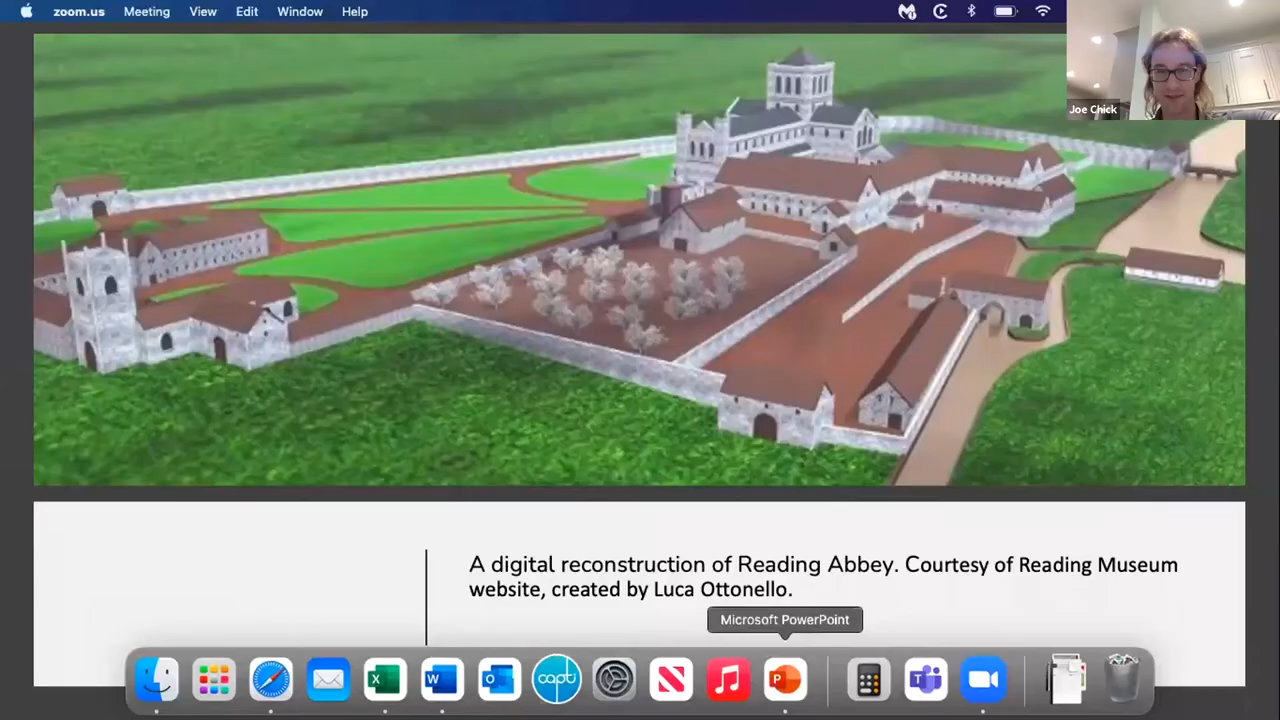 zoom.us Meeting View Edit Window Help
Joe Chick
A digital reconstruction of Reading Abbey. Courtesy of Reading Museum
website, created by Luca Ottonello.
Microsoft PowerPoint
X W O capti P